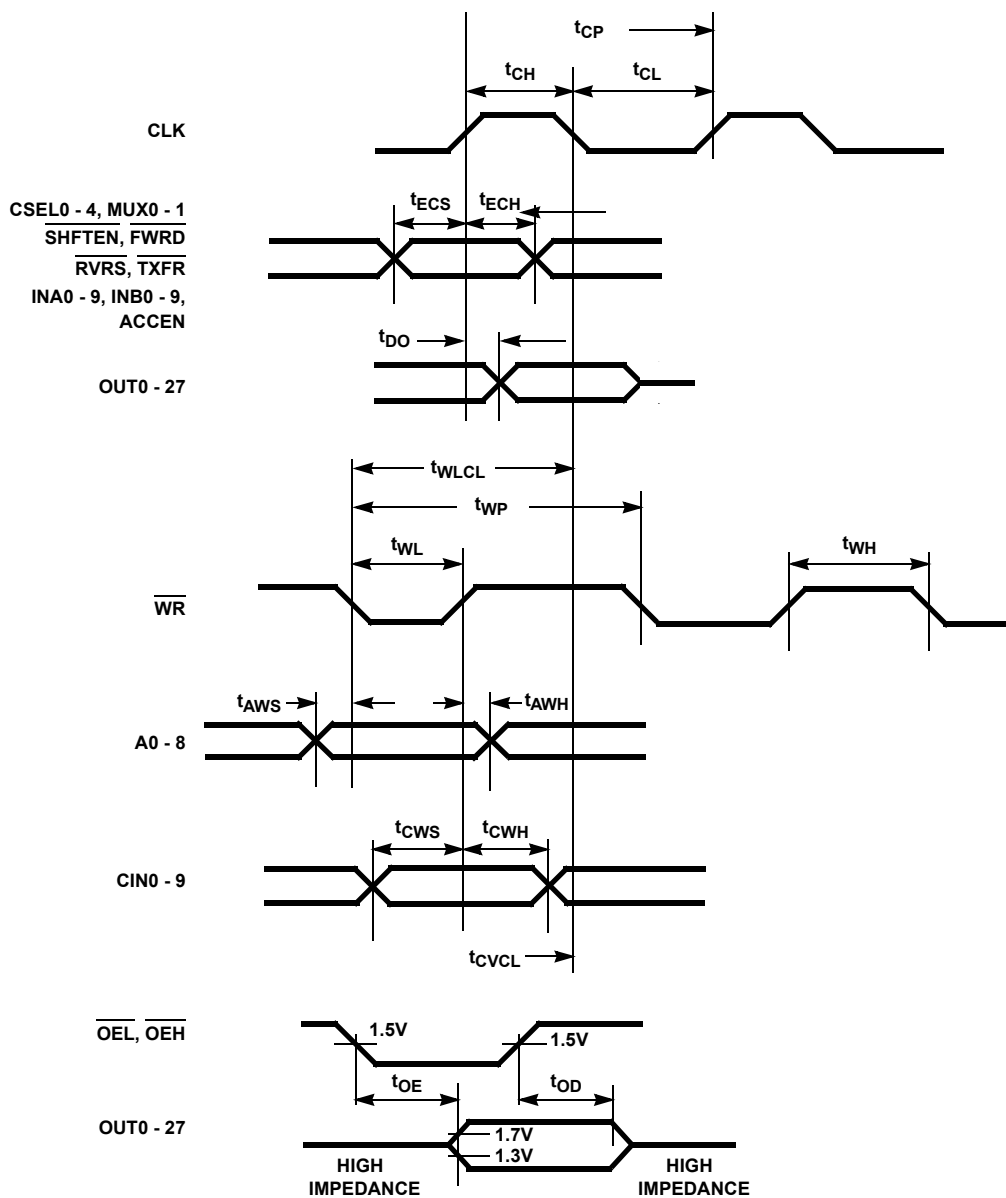 tCP
tCH
tCL
CLK
tECS
tECH
CSEL0 - 4, MUX0 - 1
SHFTEN, FWRD
RVRS, TXFR
INA0 - 9, INB0 - 9,
ACCEN
tDO
OUT0 - 27
tWLCL
tWP
tWL
tWH
WR
tAWS
tAWH
A0 - 8
tCWS
tCWH
CIN0 - 9
tCVCL
OEL, OEH
1.5V
1.5V
tOE
tOD
OUT0 - 27
1.7V
1.3V
HIGH
IMPEDANCE
HIGH
IMPEDANCE